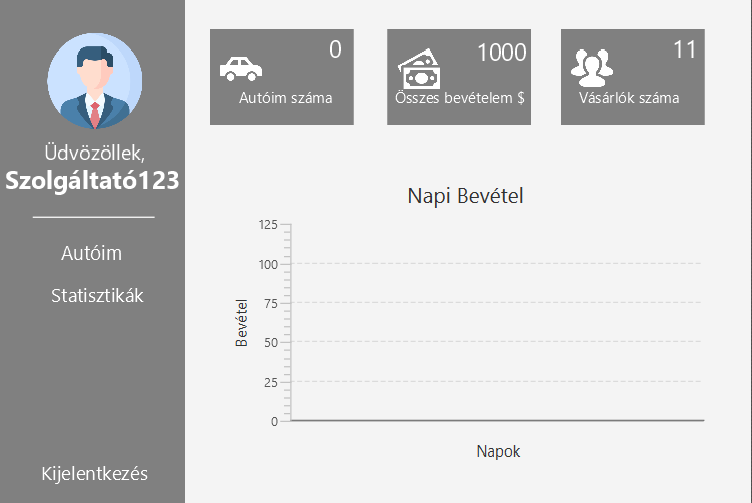 Üdvözöllek,
Szolgáltató123
Autóim
Statisztikák
Kijelentkezés
0
Autóim száma
1000
Összes bevételem $
11
Vásárlók száma
Napi Bevétel
125
100
75
50
25
0
Bevétel
Napok